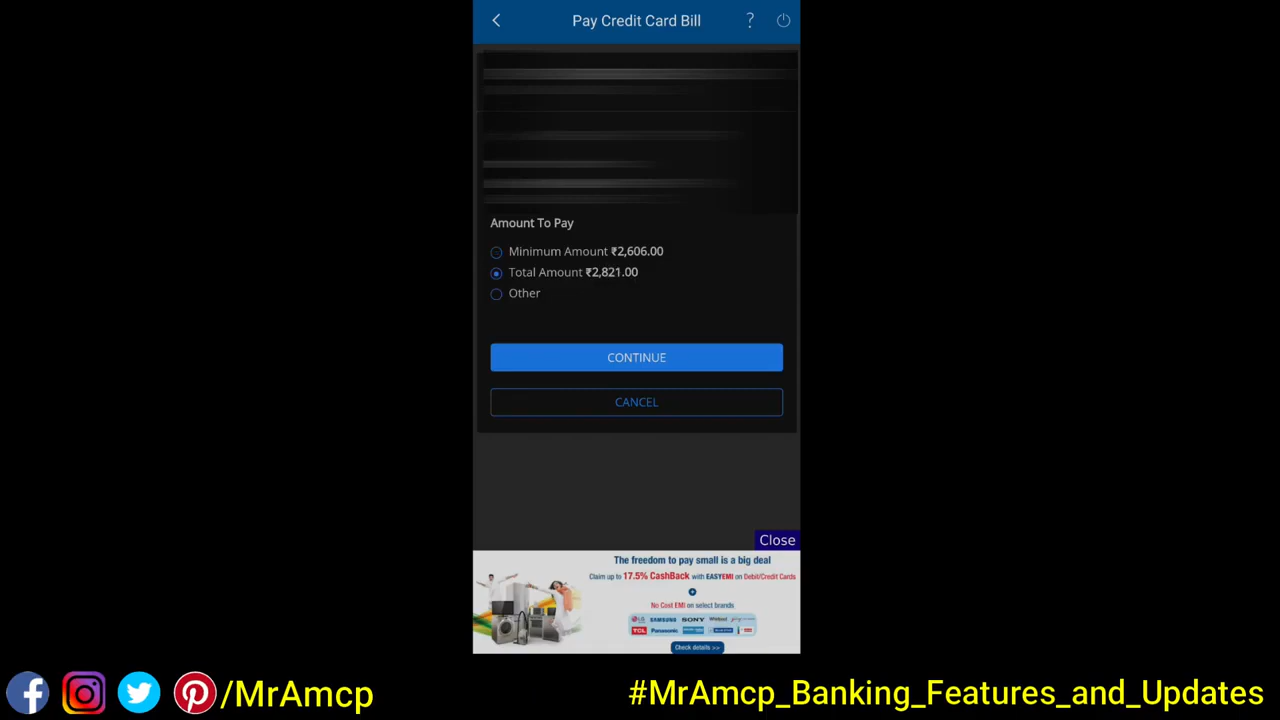 Pay Credit Card Bill ?
Amount To Pay
Minimum Amount ₹2,606.00
Total Amount ₹2,821.00
Other
CONTINUE
CANCEL
Close
The freedom to pay small is a big deal
Claim up to 17.5% CashBack with EASYEMI on Debit/Credit Cards
No Cost EMI on select brands
LG SAMSUNG SONY Whirlpool
TCL Panasonic
Check details >>
/MrAmcp
#MrAmcp_Banking_Features_and_Updates